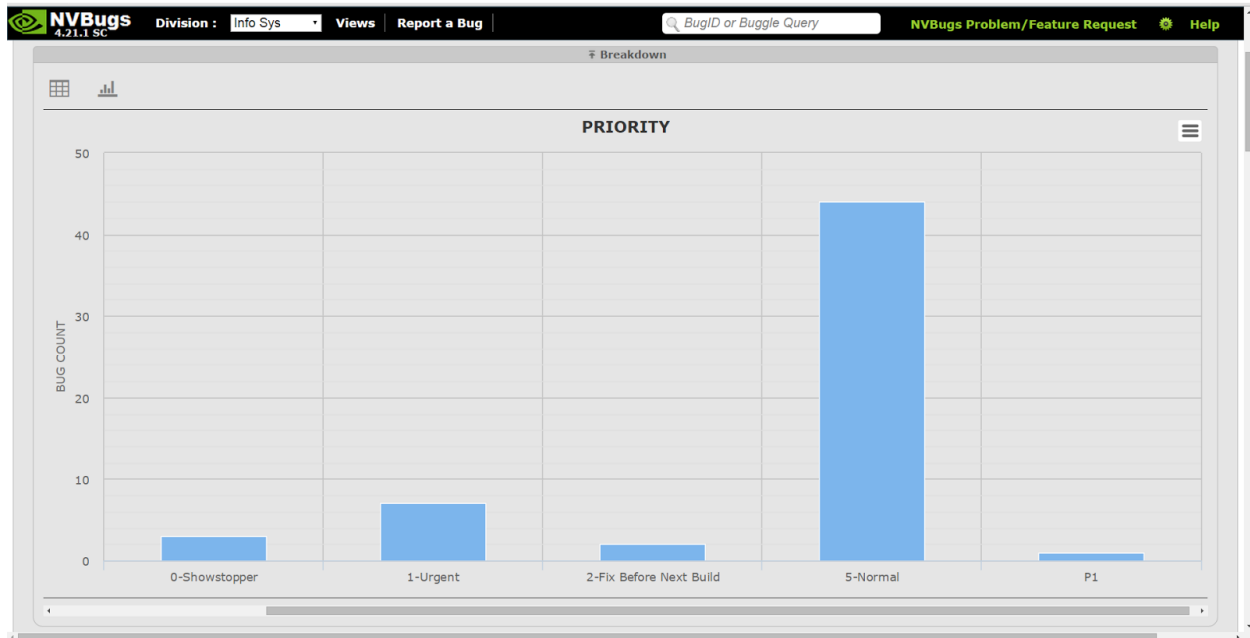 NVBugs
4.21.1 SC
Division : Info Sys Views Report a Bug BugID or Buggle Query NVBugs Problem/Feature Request Help
Breakdown
PRIORITY
50
40
30
20
10
0
BUG COUNT
0-Showstopper 1-Urgent 2-Fix Before Next Build 5-Normal P1